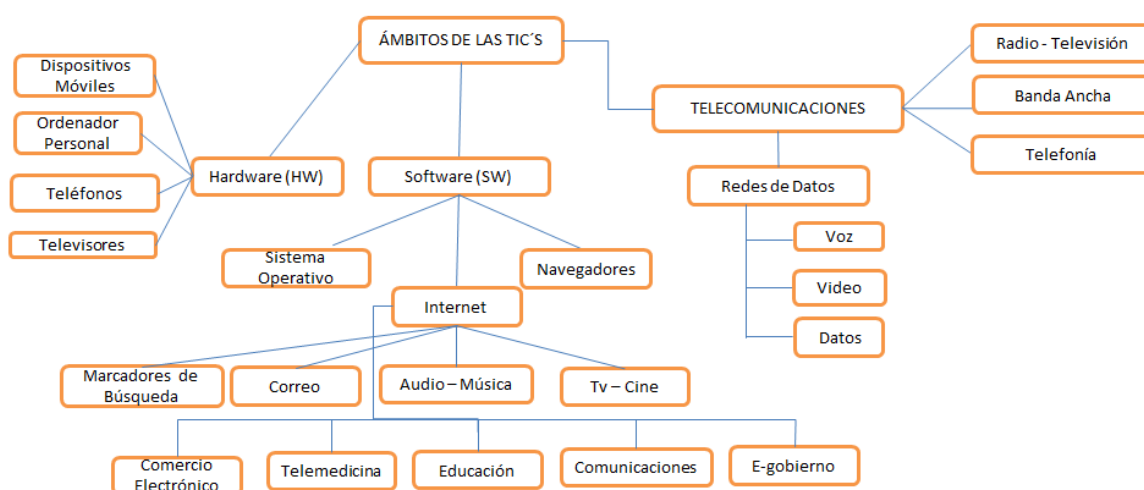 ÁMBITOS DE LAS TIC´S
Radio - Televisión
Dispositivos
Móviles
TELECOMUNICACIONES
Banda Ancha
Ordenador
Personal
Telefonía
Hardware (HW)
Software (SW)
Teléfonos
Redes de Datos
Televisores
Voz
Sistema
Operativo
Navegadores
Video
Internet
Datos
Marcadores de
Búsqueda
Correo
Audio – Música
Tv – Cine
Comercio
Electrónico
Telemedicina
Educación
Comunicaciones
E-gobierno